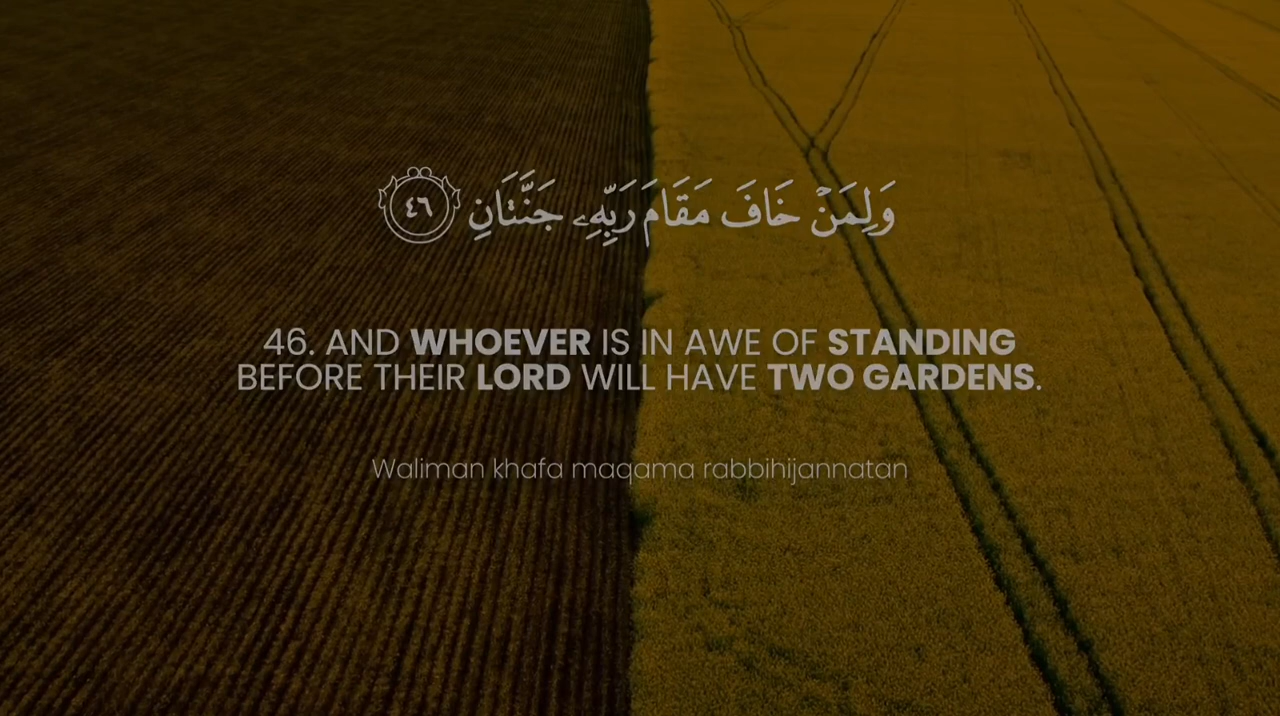 وَلِمَنْ خَافَ مَقَامَ رَبِّهِۦ جَنَّتَانِ ٤٦
46. AND WHOEVER IS IN AWE OF STANDING
BEFORE THEIR LORD WILL HAVE TWO GARDENS.
Waliman khafa maqama rabbihijannatan